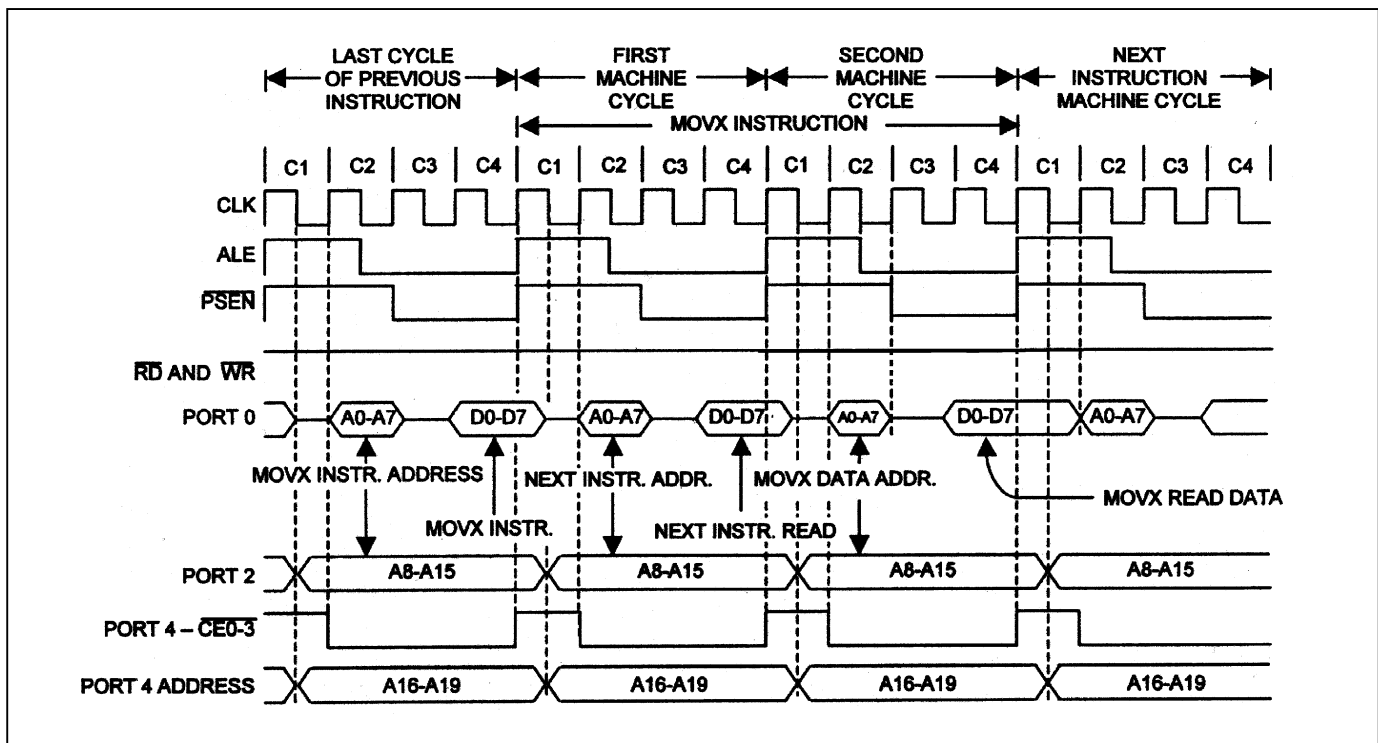 LAST CYCLE OF PREVIOUS INSTRUCTION
FIRST MACHINE CYCLE
SECOND MACHINE CYCLE
NEXT INSTRUCTION MACHINE CYCLE
MOVX INSTRUCTION
C1 C2 C3 C4 C1 C2 C3 C4 C1 C2 C3 C4 C1 C2 C3 C4
CLK
ALE
PSEN
RD AND WR
PORT 0 A0-A7 D0-D7 A0-A7 D0-D7 A0-A7 D0-D7 A0-A7
MOVX INSTR. ADDRESS
NEXT INSTR. ADDR.
MOVX DATA ADDR.
MOVX READ DATA
MOVX INSTR.
NEXT INSTR. READ
PORT 2 A8-A15 A8-A15 A8-A15 A8-A15
PORT 4 – CE0-3
PORT 4 ADDRESS A16-A19 A16-A19 A16-A19 A16-A19